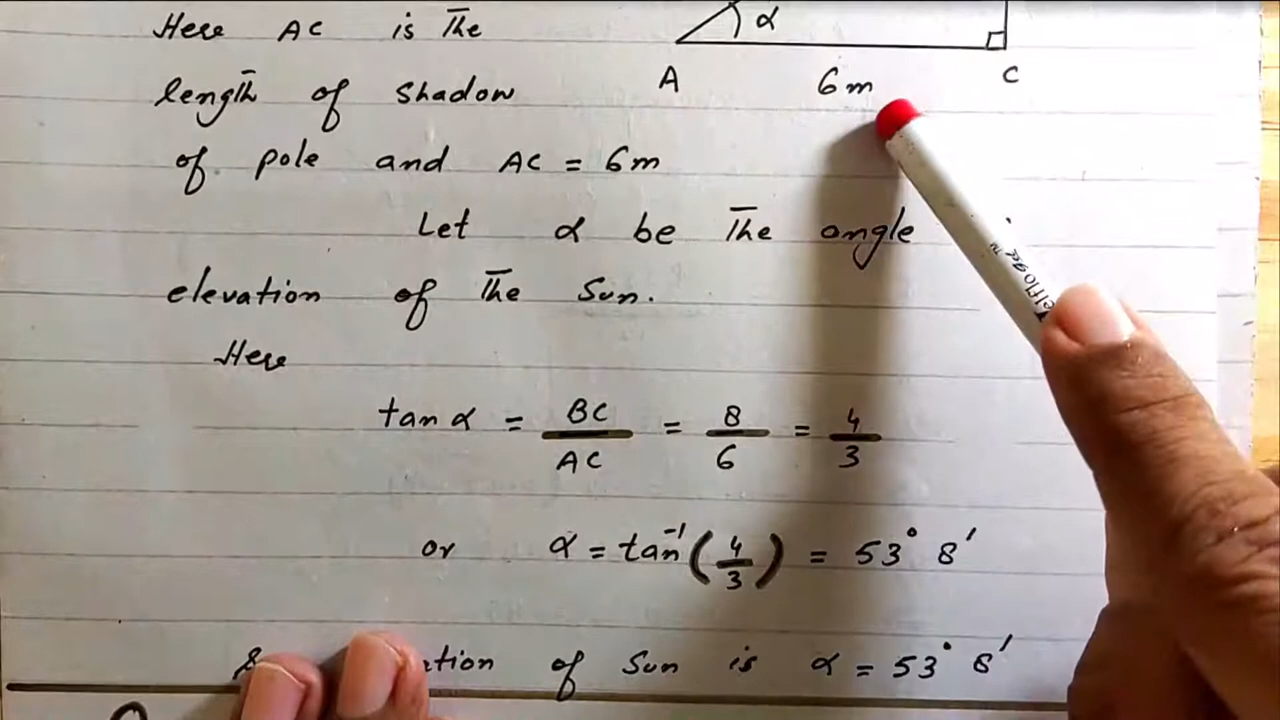 Here AC is The
α
A
6m
C
length of Shadow
of pole and AC = 6m
Let α be The angle
elevation of The Sun.
Here
tan α = BC/AC = 8/6 = 4/3
or α = tan⁻¹(4/3) = 53° 8'
of Sun is α = 53° 8'